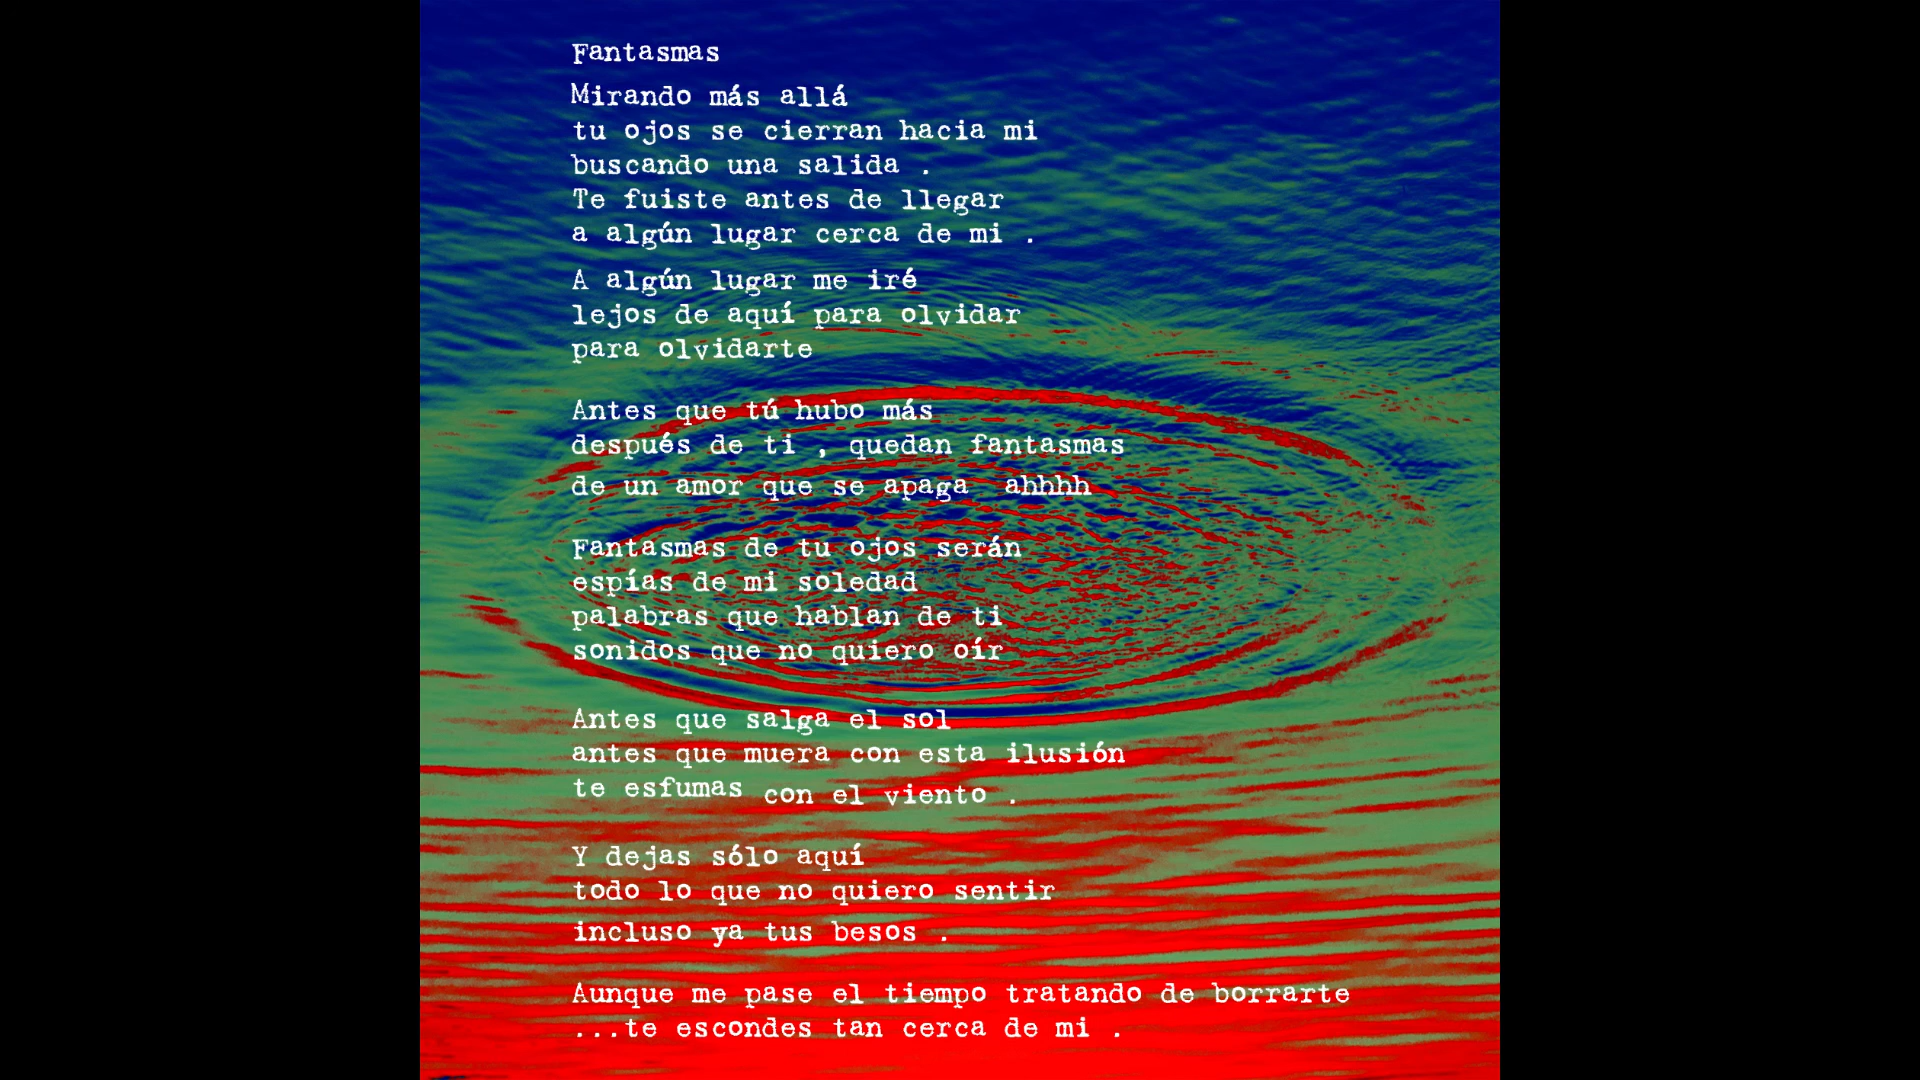 Fantasmas
Mirando más allá
tu ojos se cierran hacia mi
buscando una salida .
Te fuiste antes de llegar
a algún lugar cerca de mi .
A algún lugar me iré
lejos de aquí para olvidar
para olvidarte
Antes que tú hubo más
después de ti , quedan fantasmas
de un amor que se apaga  ahhhh
Fantasmas de tu ojos serán
espías de mi soledad
palabras que hablan de ti
sonidos que no quiero oír
Antes que salga el sol
antes que muera con esta ilusión
te esfumas con el viento .
Y dejas sólo aquí
todo lo que no quiero sentir
incluso ya tus besos .
Aunque me pase el tiempo tratando de borrarte
...te escondes tan cerca de mi .